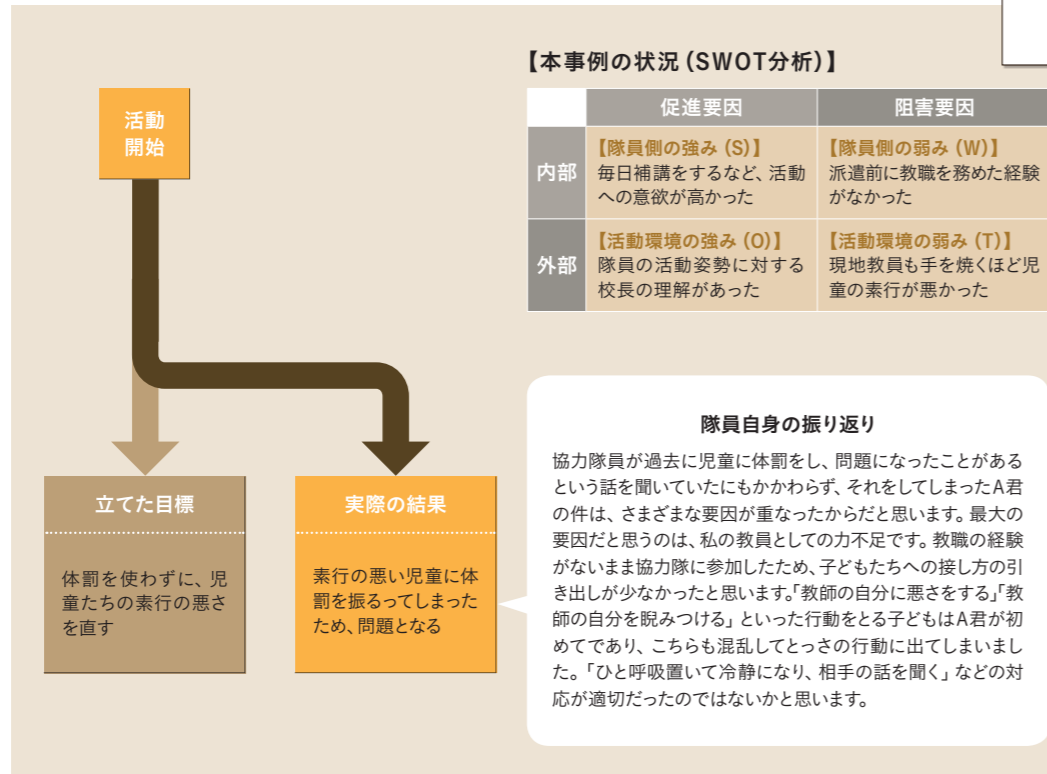 【本事例の状況（SWOT分析）】
活動
開始
促進要因
阻害要因
内部
【隊員側の強み（S）】
毎日補講をするなど、活動
への意欲が高かった
【隊員側の弱み（W）】
派遣前に教職を務めた経験
がなかった
外部
【活動環境の強み（O）】
隊員の活動姿勢に対する
校長の理解があった
【活動環境の弱み（T）】
現地教員も手を焼くほど児
童の素行が悪かった
立てた目標
体罰を使わずに、児
童たちの素行の悪さ
を直す
実際の結果
素行の悪い児童に体
罰を振るってしまった
ため、問題となる
隊員自身の振り返り
協力隊員が過去に児童に体罰をし、問題になったことがある
という話を聞いていたにもかかわらず、それをしてしまったA君
の件は、さまざまな要因が重なったからだと思います。最大の
要因だと思うのは、私の教員としての力不足です。教職の経験
がないまま協力隊に参加したため、子どもたちへの接し方の引
き出しが少なかったと思います。「教師の自分に悪さをする」「教
師の自分を睨みつける」といった行動をとる子どもはA君が初
めてであり、こちらも混乱してとっさの行動に出てしまいまし
た。「ひと呼吸置いて冷静になり、相手の話を聞く」などの対
応が適切だったのではないかと思います。